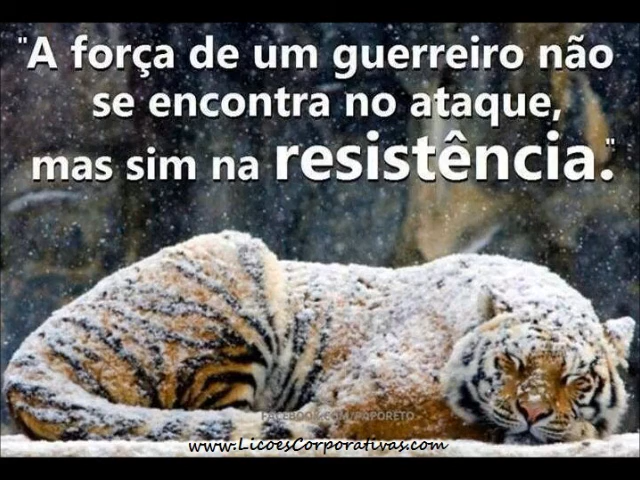 "A força de um guerreiro não
se encontra no ataque,
mas sim na resistência."
www.LicoesCorporativas.com